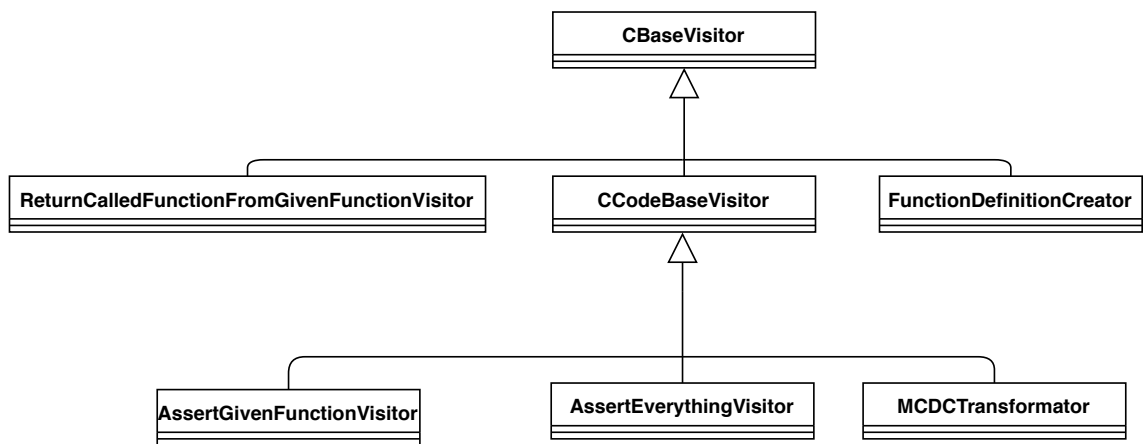 CBaseVisitor
ReturnCalledFunctionFromGivenFunctionVisitor
CCodeBaseVisitor
FunctionDefinitionCreator
AssertGivenFunctionVisitor
AssertEverythingVisitor
MCDCTransformator